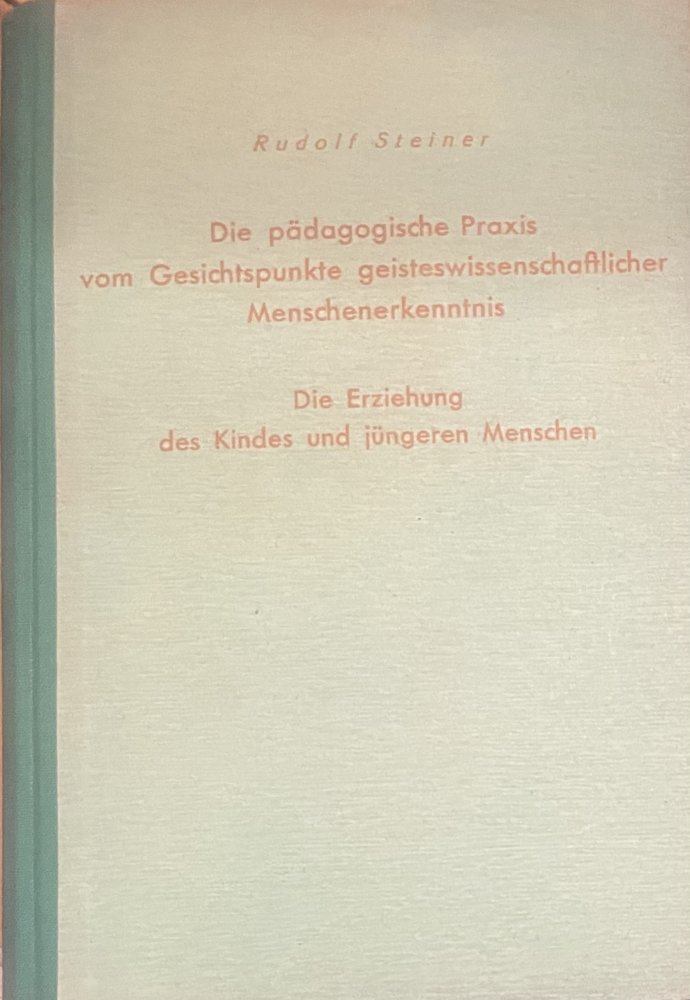 Rudolf Steiner
Die pädagogische Praxis
vom Gesichtspunkte geisteswissenschaftlicher
Menschenerkenntnis
Die Erziehung
des Kindes und jüngeren Menschen